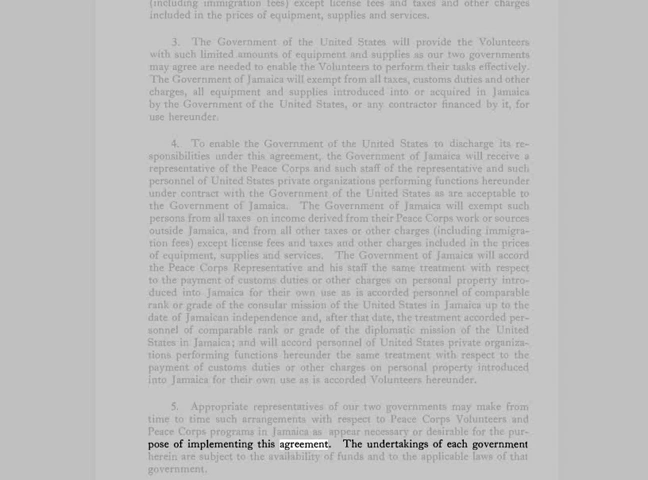 (including immigration fees) except license fees and taxes and other charges
included in the prices of equipment, supplies and services.
3. The Government of the United States will provide the Volunteers
with such limited amounts of equipment and supplies as our two governments
may agree are needed to enable the Volunteers to perform their tasks effectively.
The Government of Jamaica will exempt from all taxes, customs duties and other
charges, all equipment and supplies introduced into or acquired in Jamaica
by the Government of the United States, or any contractor financed by it, for
use hereunder.
4. To enable the Government of the United States to discharge its re-
sponsibilities under this agreement, the Government of Jamaica will receive a
representative of the Peace Corps and such staff of the representative and such
personnel of United States private organizations performing functions hereunder
under contract with the Government of the United States as are acceptable to
the Government of Jamaica. The Government of Jamaica will exempt such
persons from all taxes on income derived from their Peace Corps work or sources
outside Jamaica, and from all other taxes or other charges (including immigra-
tion fees) except license fees and taxes and other charges included in the prices
of equipment, supplies and services. The Government of Jamaica will accord
the Peace Corps Representative and his staff the same treatment with respect
to the payment of customs duties or other charges on personal property intro-
duced into Jamaica for their own use as is accorded personnel of comparable
rank or grade of the consular mission of the United States in Jamaica up to the
date of Jamaican independence and, after that date, the treatment accorded per-
sonnel of comparable rank or grade of the diplomatic mission of the United
States in Jamaica; and will accord personnel of United States private organiza-
tions performing functions hereunder the same treatment with respect to the
payment of customs duties or other charges on personal property introduced
into Jamaica for their own use as is accorded Volunteers hereunder.
5. Appropriate representatives of our two governments may make from
time to time such arrangements with respect to Peace Corps Volunteers and
Peace Corps programs in Jamaica as appear necessary or desirable for the pur-
pose of implementing this agreement. The undertakings of each government
herein are subject to the availability of funds and to the applicable laws of that
government.